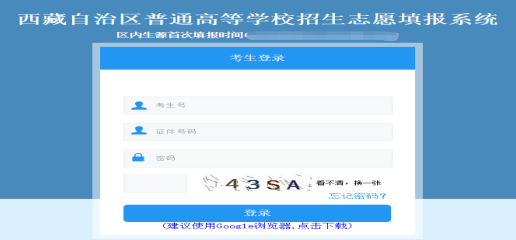 西藏自治区普通高等学校招生志愿填报系统
区内生源首次填报时间(
考生登录
考生号
证件号码
密码
43SA 看不清，换一张
忘记密码?
登录
(建议使用Google浏览器,点击下载)